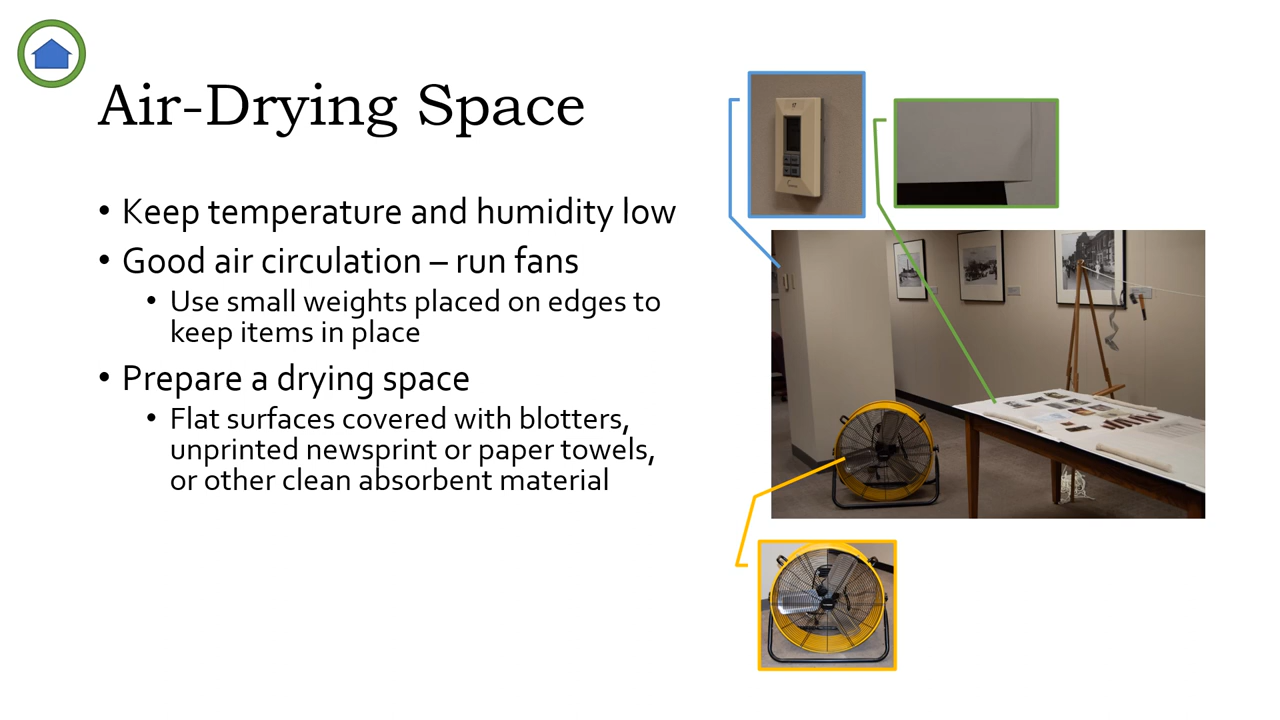 Air-Drying Space
• Keep temperature and humidity low
• Good air circulation – run fans
• Use small weights placed on edges to
keep items in place
• Prepare a drying space
• Flat surfaces covered with blotters,
unprinted newsprint or paper towels,
or other clean absorbent material